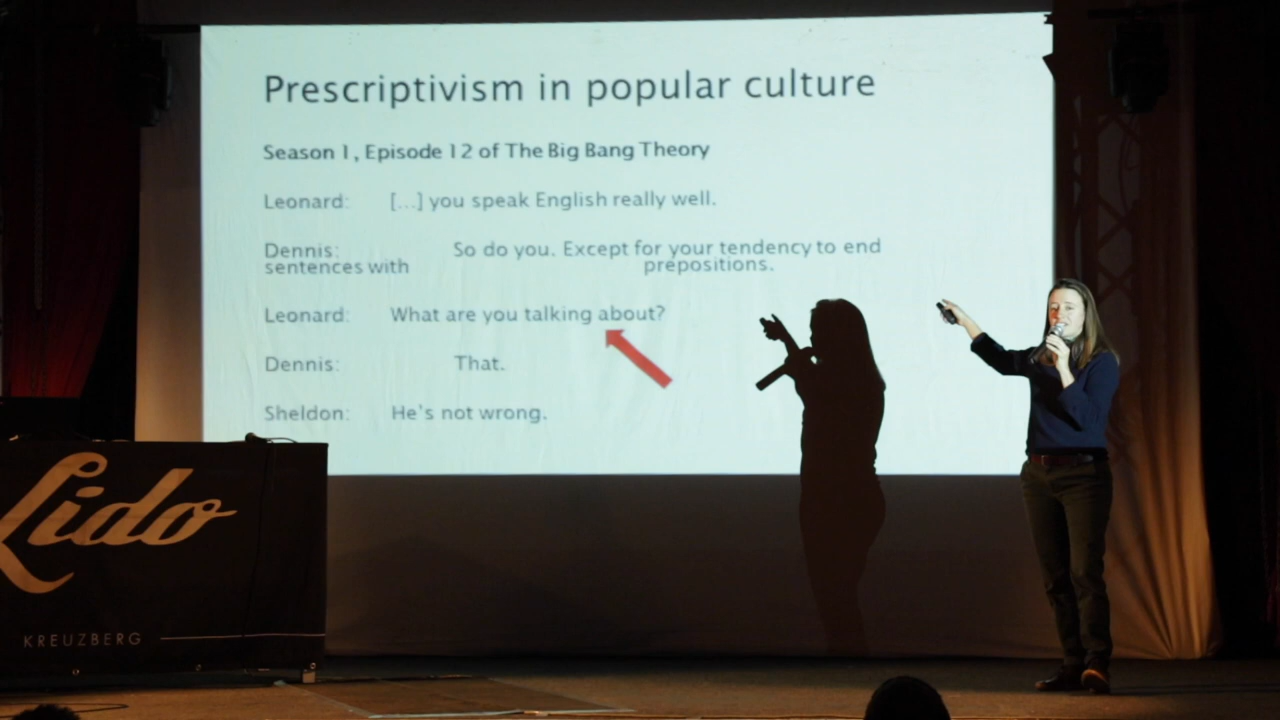 Prescriptivism in popular culture
Season 1, Episode 12 of The Big Bang Theory
Leonard: […] you speak English really well.
Dennis: So do you. Except for your tendency to end
sentences with prepositions.
Leonard: What are you talking about?
Dennis: That.
Sheldon: He's not wrong.
Lido
KREUZBERG